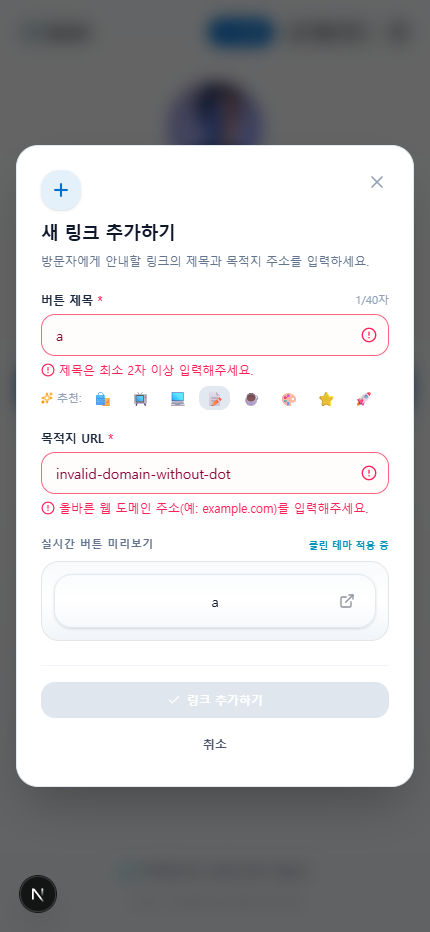 새 링크 추가하기
방문자에게 안내할 링크의 제목과 목적지 주소를 입력하세요.
버튼 제목 *
1/40자
a
제목은 최소 2자 이상 입력해주세요.
추천:
목적지 URL *
invalid-domain-without-dot
올바른 웹 도메인 주소(예: example.com)를 입력해주세요.
실시간 버튼 미리보기
클린 테마 적용 중
a
링크 추가하기
취소
N